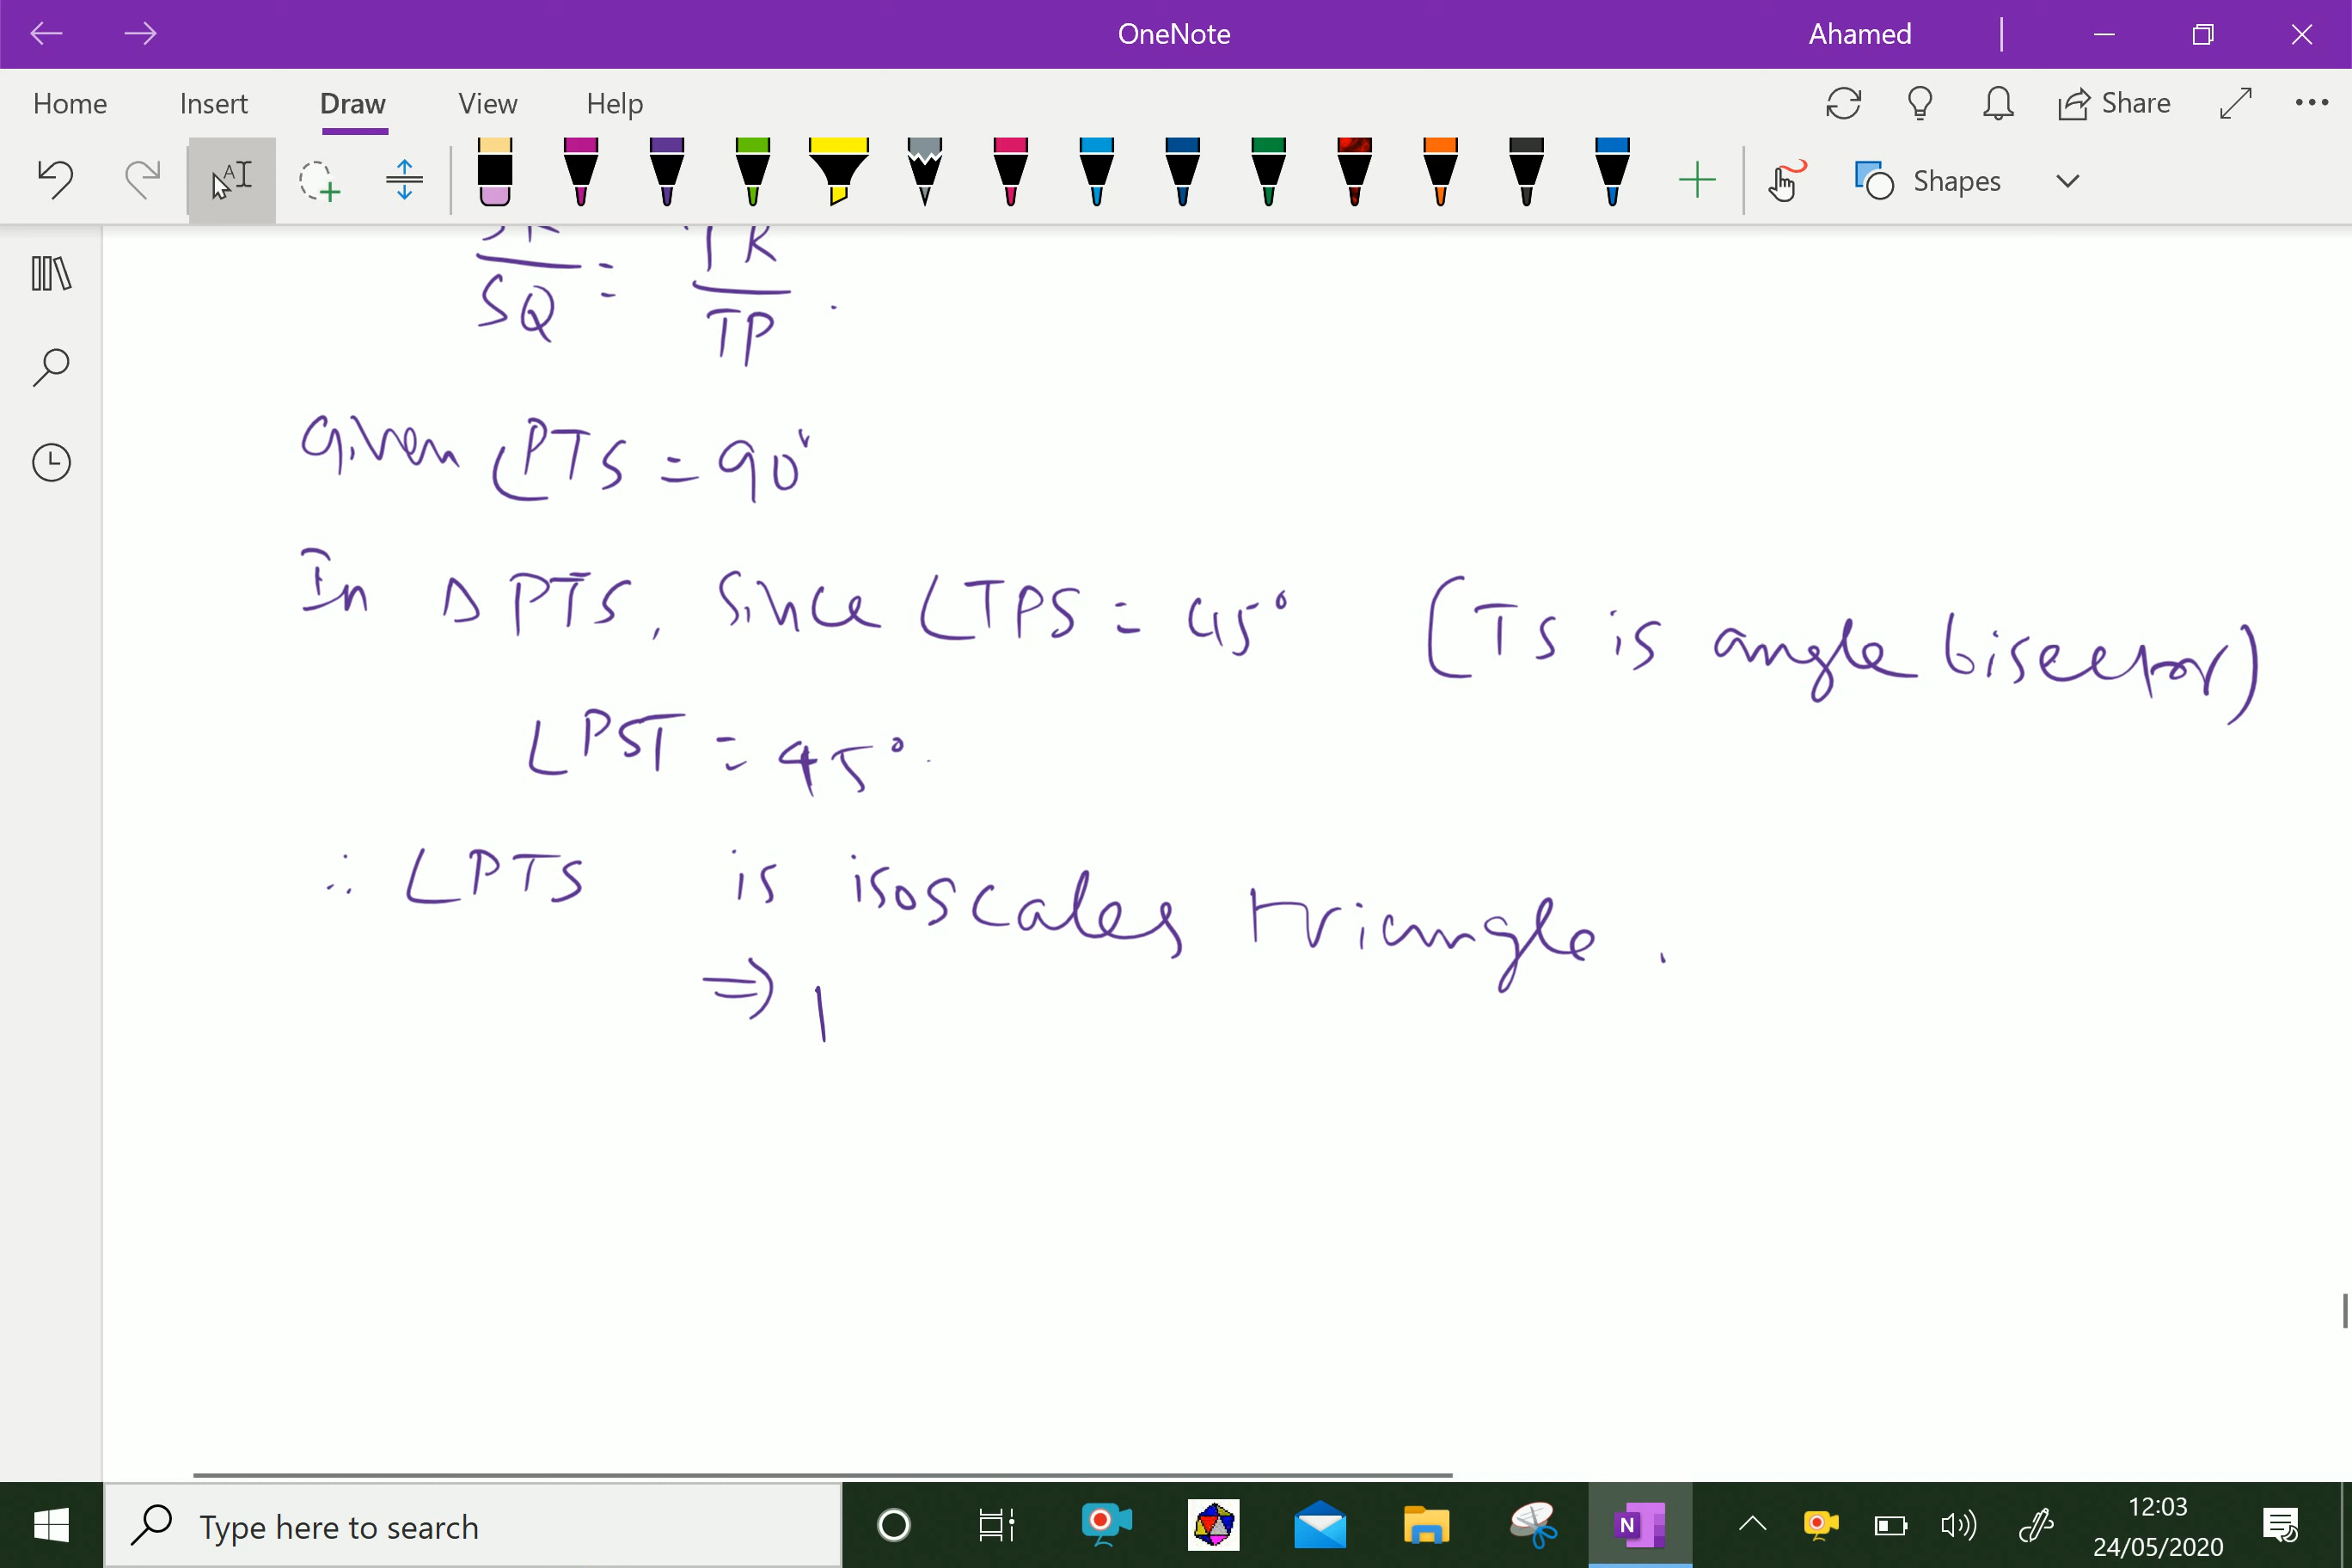 OneNote
Ahamed
Home Insert Draw View Help
Share
Shapes
SQ = TR
TP .
Given ∠PTS = 90°
In Δ PTS, Since ∠TPS = 45° (TS is angle bisector)
∠PST = 45°.
∴ ∠PTS is isoscales triangle.
⇒
Type here to search
N
12:03
24/05/2020